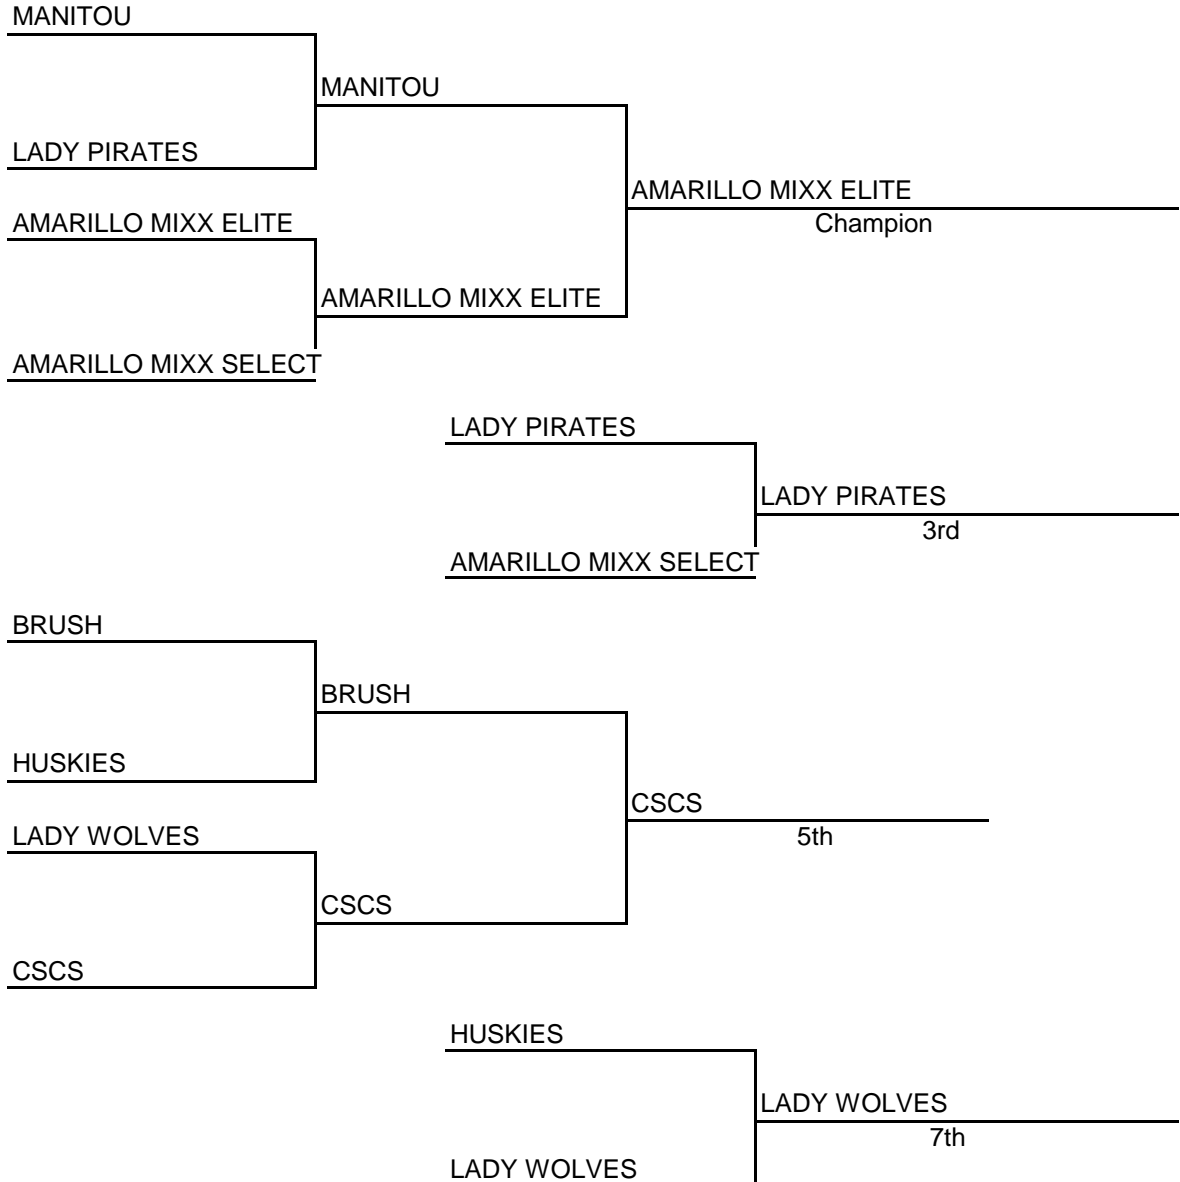 MANITOU
MANITOU
LADY PIRATES
AMARILLO MIXX ELITE
Champion
AMARILLO MIXX ELITE
AMARILLO MIXX ELITE
AMARILLO MIXX SELECT
LADY PIRATES
LADY PIRATES
3rd
AMARILLO MIXX SELECT
BRUSH
BRUSH
HUSKIES
CSCS
5th
LADY WOLVES
CSCS
CSCS
HUSKIES
LADY WOLVES
7th
LADY WOLVES